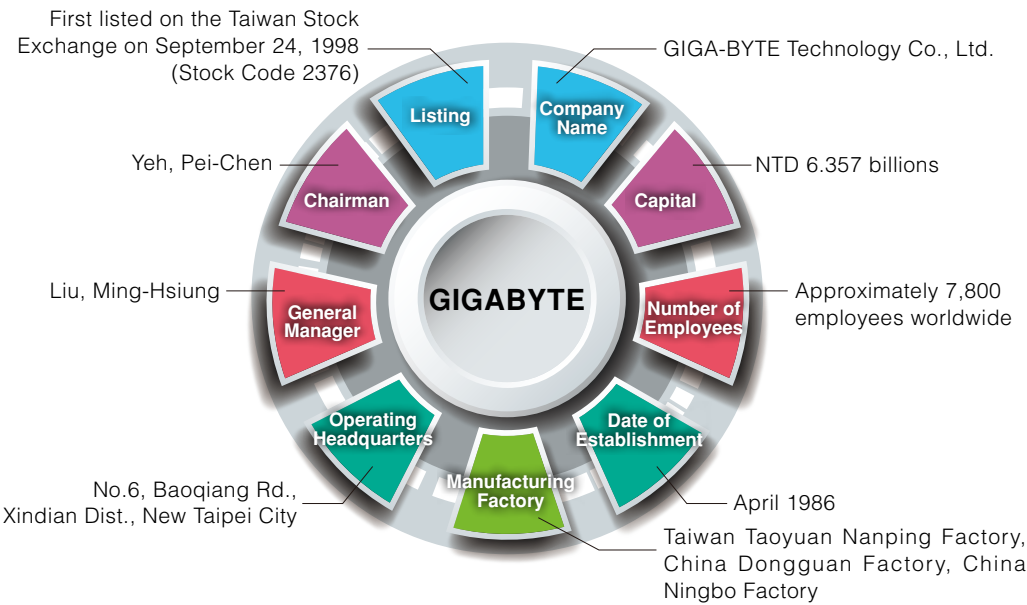 First listed on the Taiwan Stock
Exchange on September 24, 1998
(Stock Code 2376)
Listing
GIGA-BYTE Technology Co., Ltd.
Company
Name
Yeh, Pei-Chen
Chairman
NTD 6.357 billions
Capital
Liu, Ming-Hsiung
General
Manager
GIGABYTE
Approximately 7,800
employees worldwide
Number of
Employees
Operating
Headquarters
No.6, Baoqiang Rd.,
Xindian Dist., New Taipei City
Manufacturing
Factory
Taiwan Taoyuan Nanping Factory,
China Dongguan Factory, China
Ningbo Factory
Date of
Establishment
April 1986